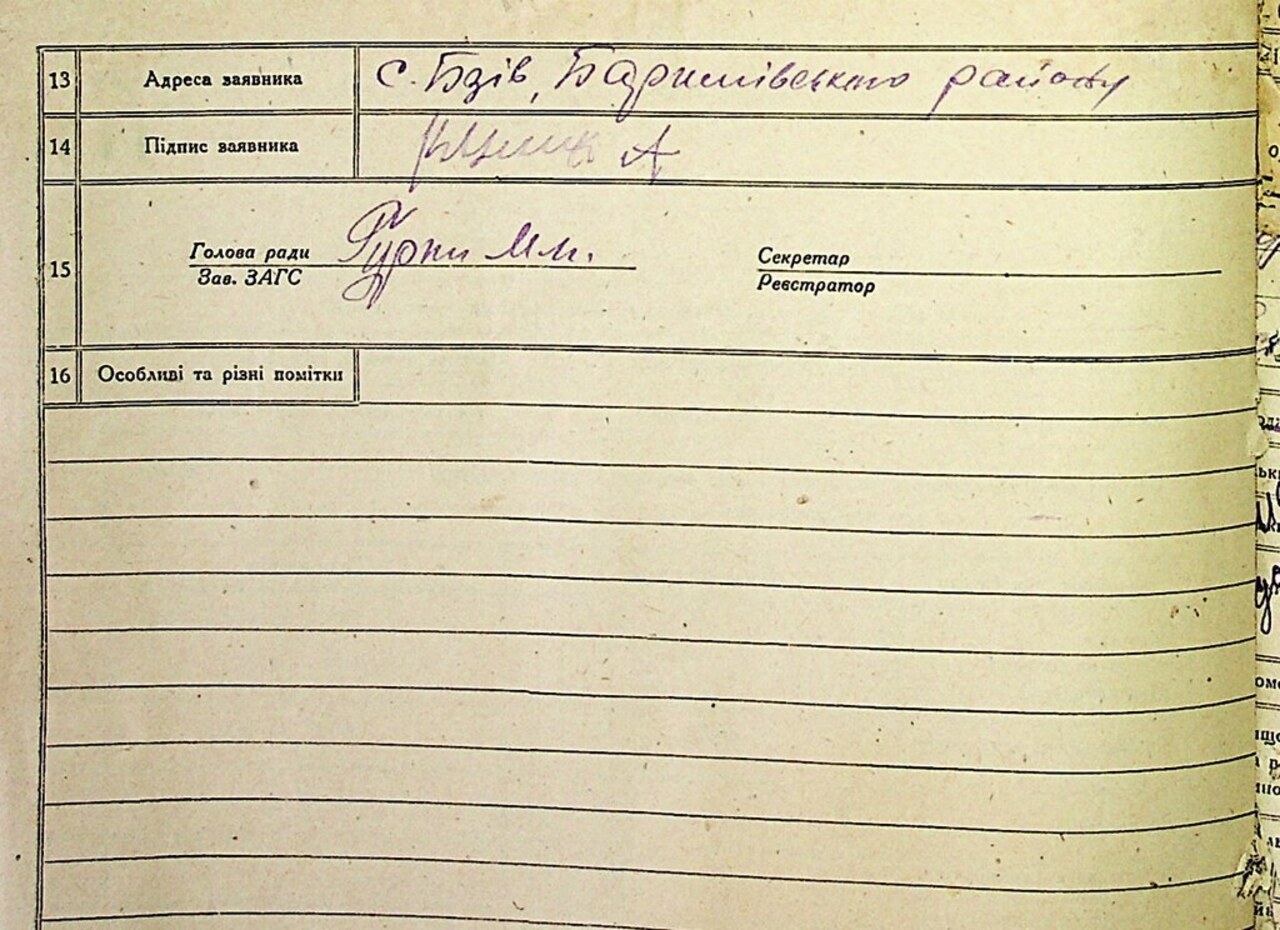 13 Адреса заявника с. Бзів, Баришівського району
14 Підпис заявника А
15 Голова ради
Зав. ЗАГС
Секретар
Реєстратор
16 Особливі та різні помітки